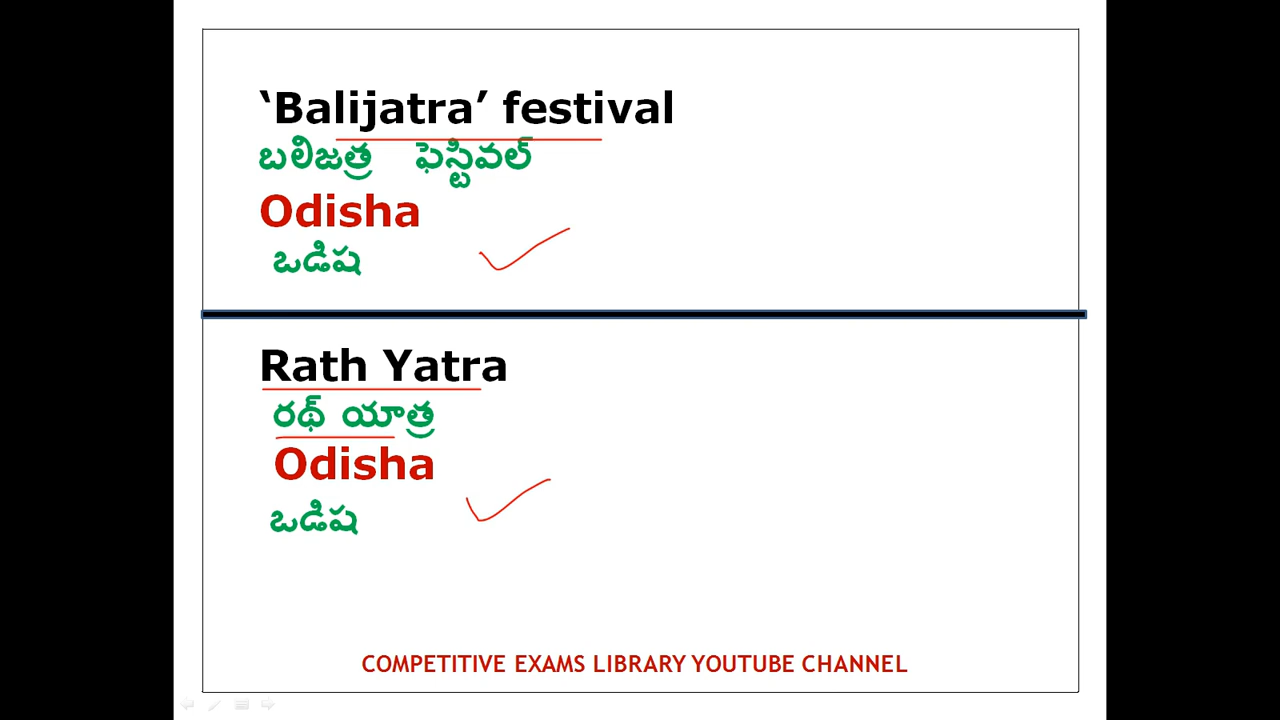 ‘Balijatra’ festival
బలిజత్ర ఫెస్టివల్
Odisha
ఒడిష
Rath Yatra
రథ్ యాత్ర
Odisha
ఒడిష
COMPETITIVE EXAMS LIBRARY YOUTUBE CHANNEL